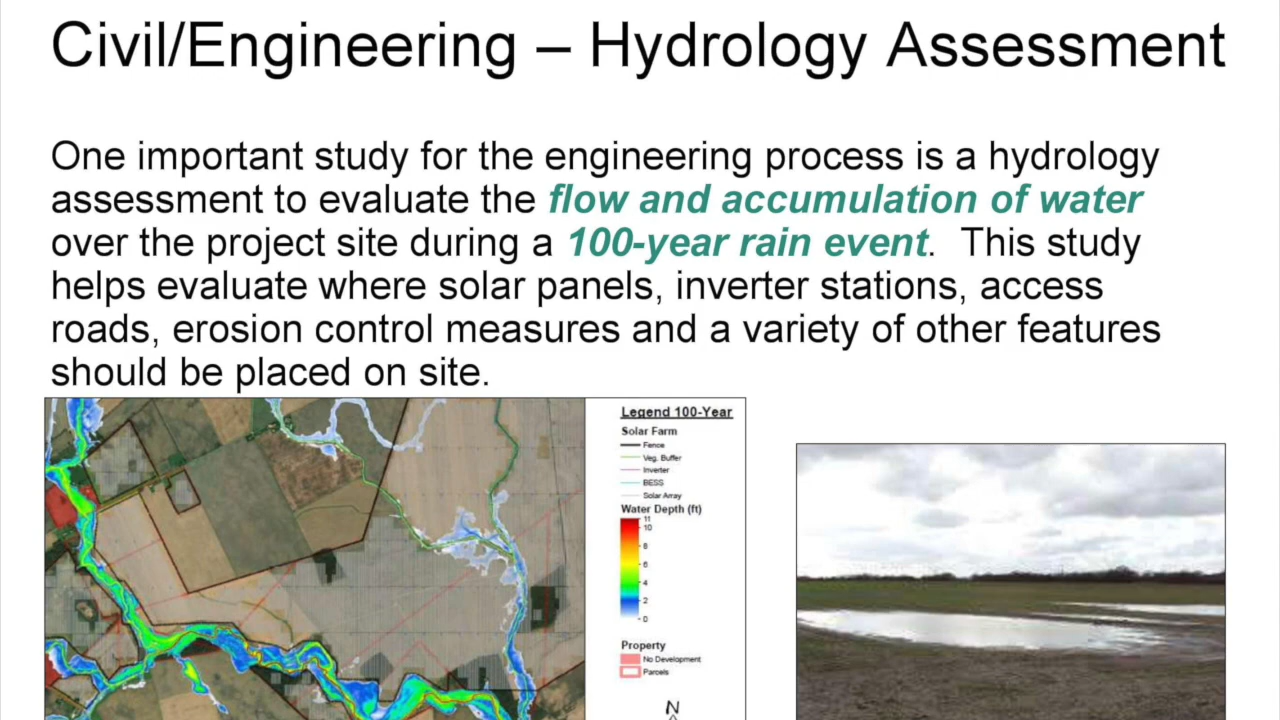 Civil/Engineering – Hydrology Assessment
One important study for the engineering process is a hydrology
assessment to evaluate the flow and accumulation of water
over the project site during a 100-year rain event.  This study
helps evaluate where solar panels, inverter stations, access
roads, erosion control measures and a variety of other features
should be placed on site.
Legend 100-Year
Solar Farm
Fence
Veg. Buffer
Inverter
BESS
Solar Array
Water Depth (ft)
11
10
8
6
4
2
0
Property
No Development
Parcels
N